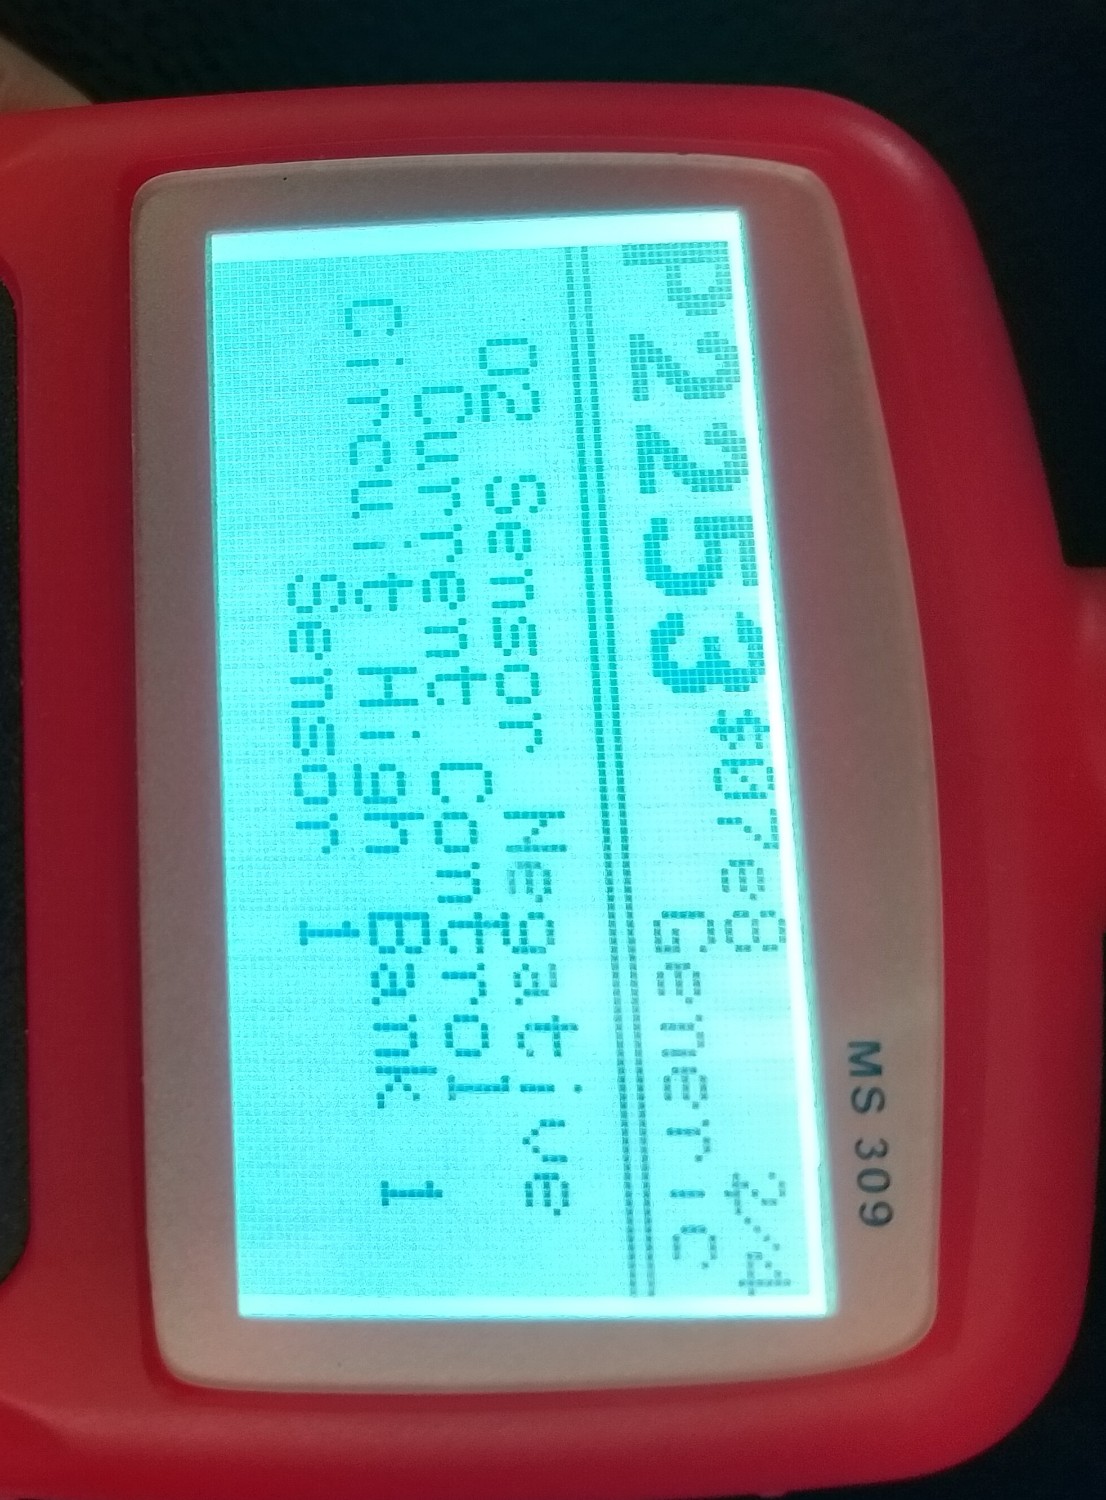 MS 309
P2253 $07e8 2/4
Generic
O2 Sensor Negative
Current Control
Circuit High Bank 1
Sensor 1